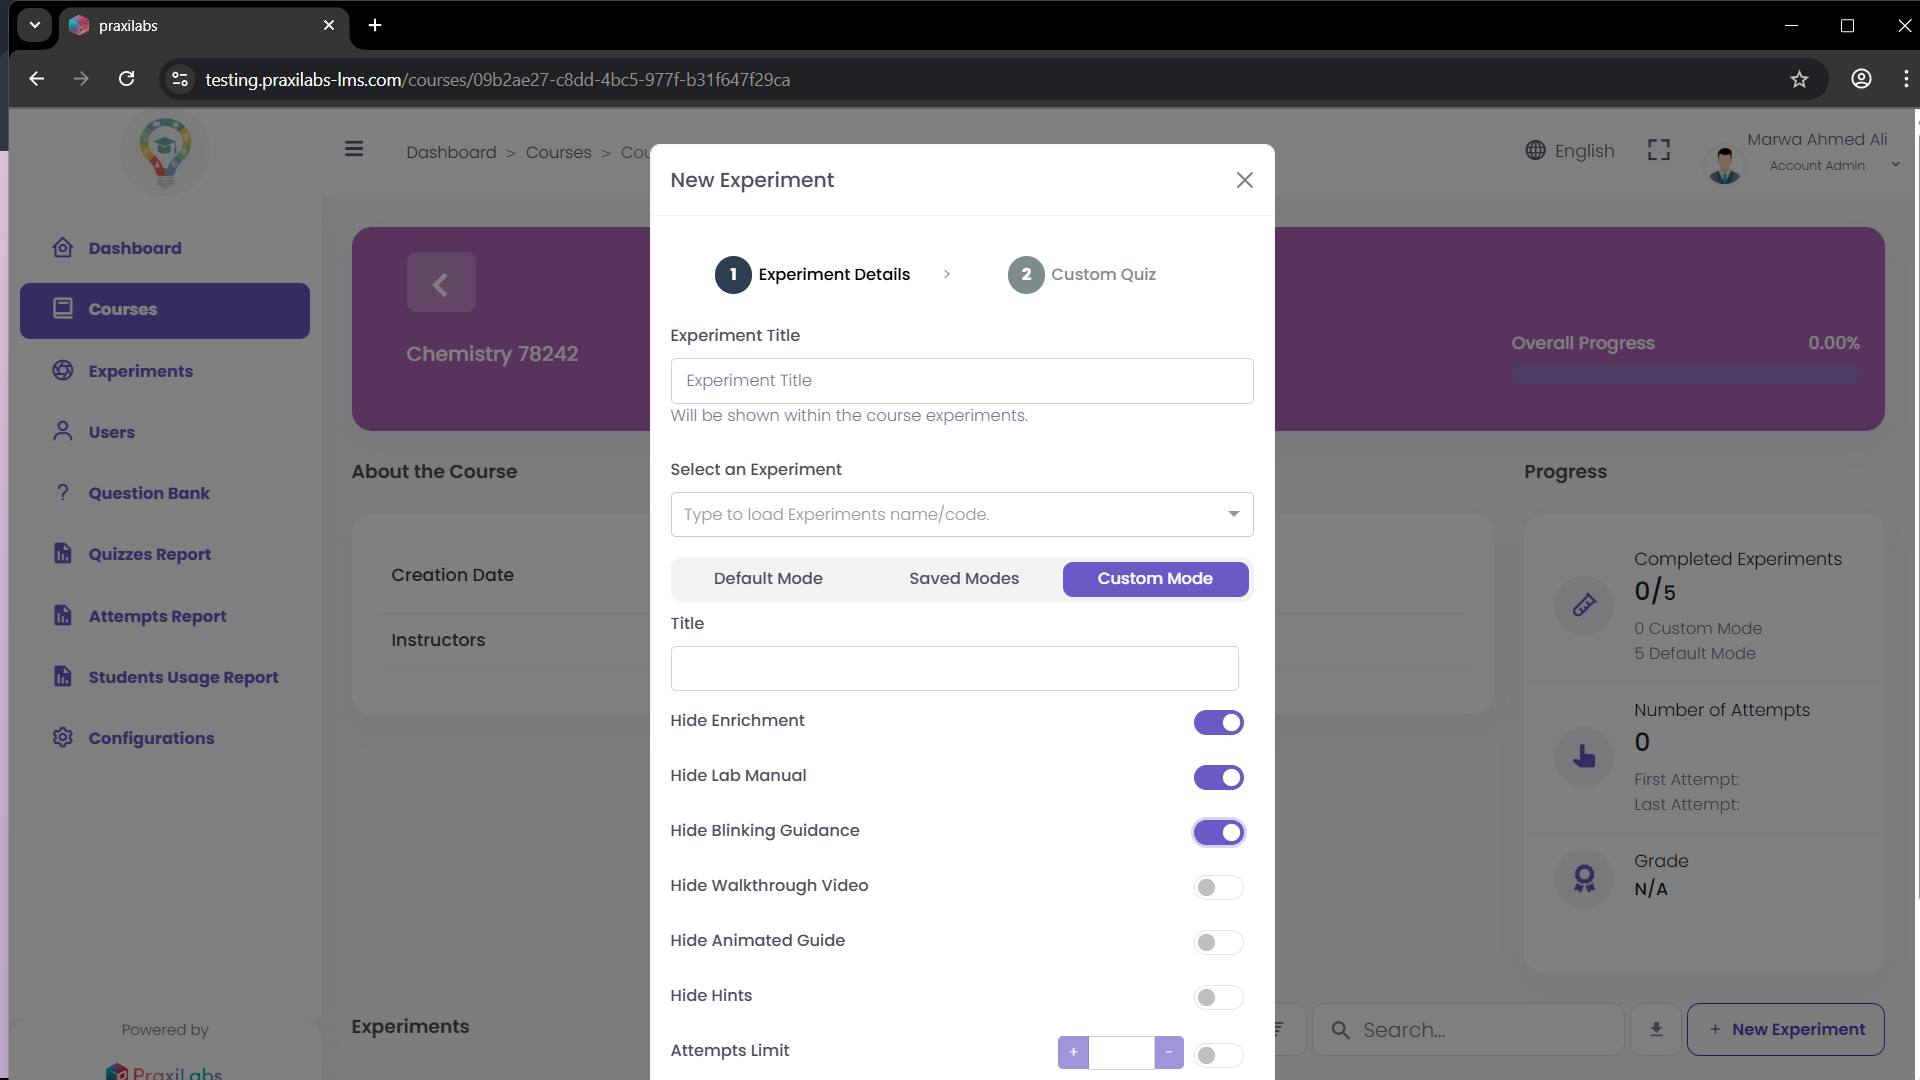 praxilabs
testing.praxilabs-lms.com/courses/09b2ae27-c8dd-4bc5-977f-b31f647f29ca
Dashboard > Courses > Cou
English
Marwa Ahmed Ali
Account Admin
Dashboard
Courses
Experiments
Users
Question Bank
Quizzes Report
Attempts Report
Students Usage Report
Configurations
Powered by
PraxiLabs
Chemistry 78242
Overall Progress 0.00%
About the Course
Creation Date
Instructors
Experiments
New Experiment
1 Experiment Details >
2 Custom Quiz
Experiment Title
Experiment Title
Will be shown within the course experiments.
Select an Experiment
Type to load Experiments name/code.
Default Mode Saved Modes Custom Mode
Title
Hide Enrichment
Hide Lab Manual
Hide Blinking Guidance
Hide Walkthrough Video
Hide Animated Guide
Hide Hints
Attempts Limit + -
Progress
Completed Experiments
0/5
0 Custom Mode
5 Default Mode
Number of Attempts
0
First Attempt:
Last Attempt:
Grade
N/A
Search...
+ New Experiment